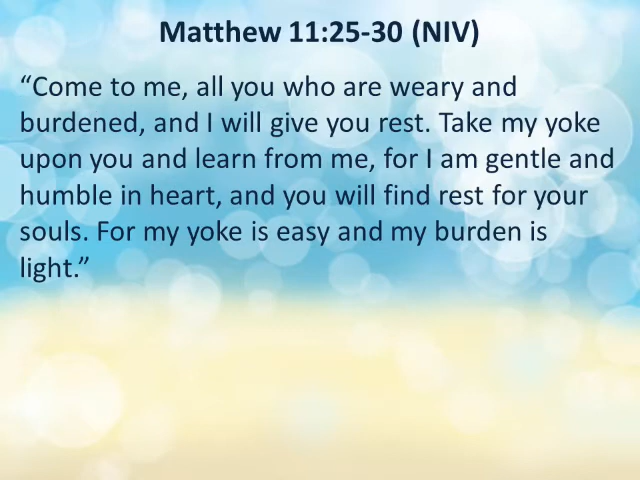 Matthew 11:25-30 (NIV)
“Come to me, all you who are weary and
burdened, and I will give you rest. Take my yoke
upon you and learn from me, for I am gentle and
humble in heart, and you will find rest for your
souls. For my yoke is easy and my burden is
light.”